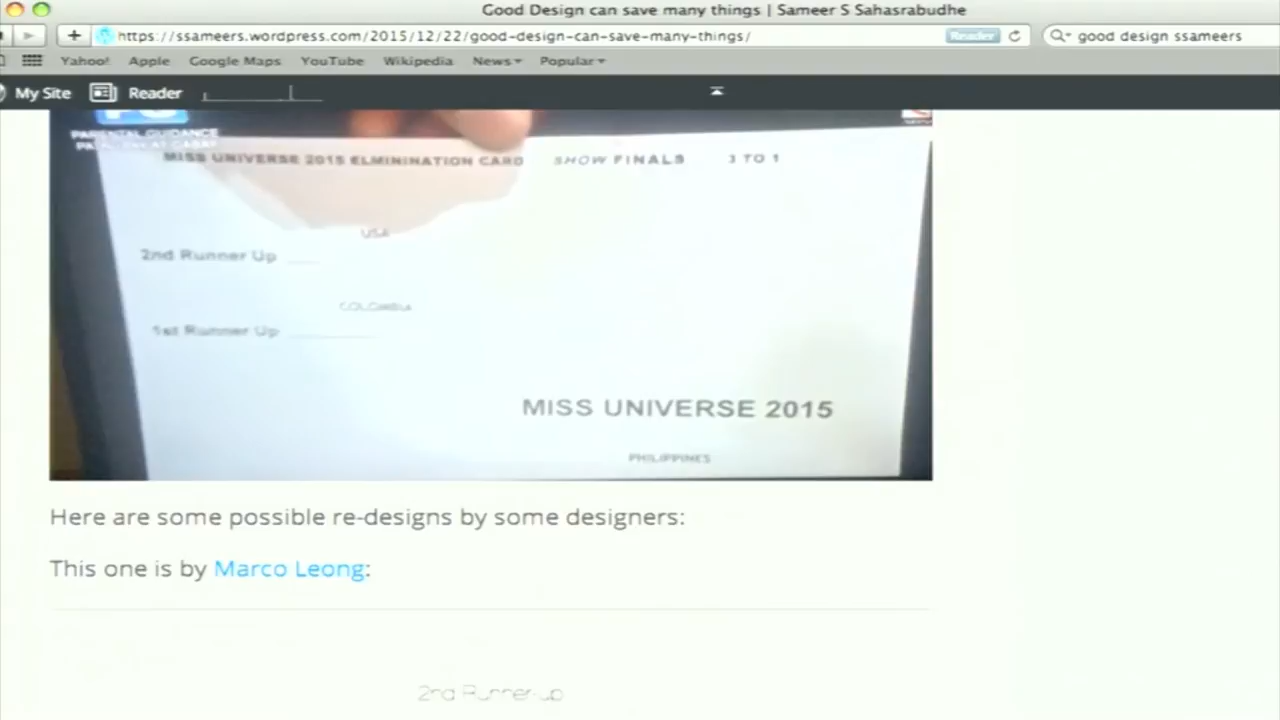 Good Design can save many things | Sameer S Sahasrabudhe
https://ssameers.wordpress.com/2015/12/22/good-design-can-save-many-things/ Reader good design ssameers
Yahoo! Apple Google Maps YouTube Wikipedia News Popular
My Site Reader
PARENTAL GUIDANCE
MISS UNIVERSE 2015 ELMININATION CARD SHOW FINALS 3 TO 1
USA
2nd Runner Up
COLOMBIA
1st Runner Up
MISS UNIVERSE 2015
PHILIPPINES
Here are some possible re-designs by some designers:
This one is by Marco Leong:
2nd Runner-up